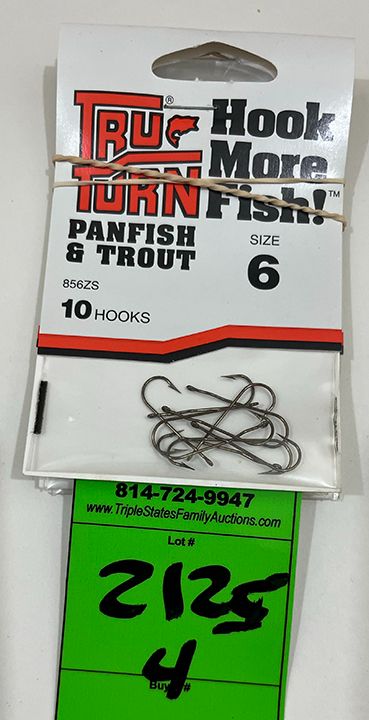 TRU ®
TURN
Hook
More
Fish! ™
PANFISH
& TROUT
SIZE
6
856ZS
10 HOOKS
814-724-9947
www.TripleStatesFamilyAuctions.com
Lot #
2125
4
#